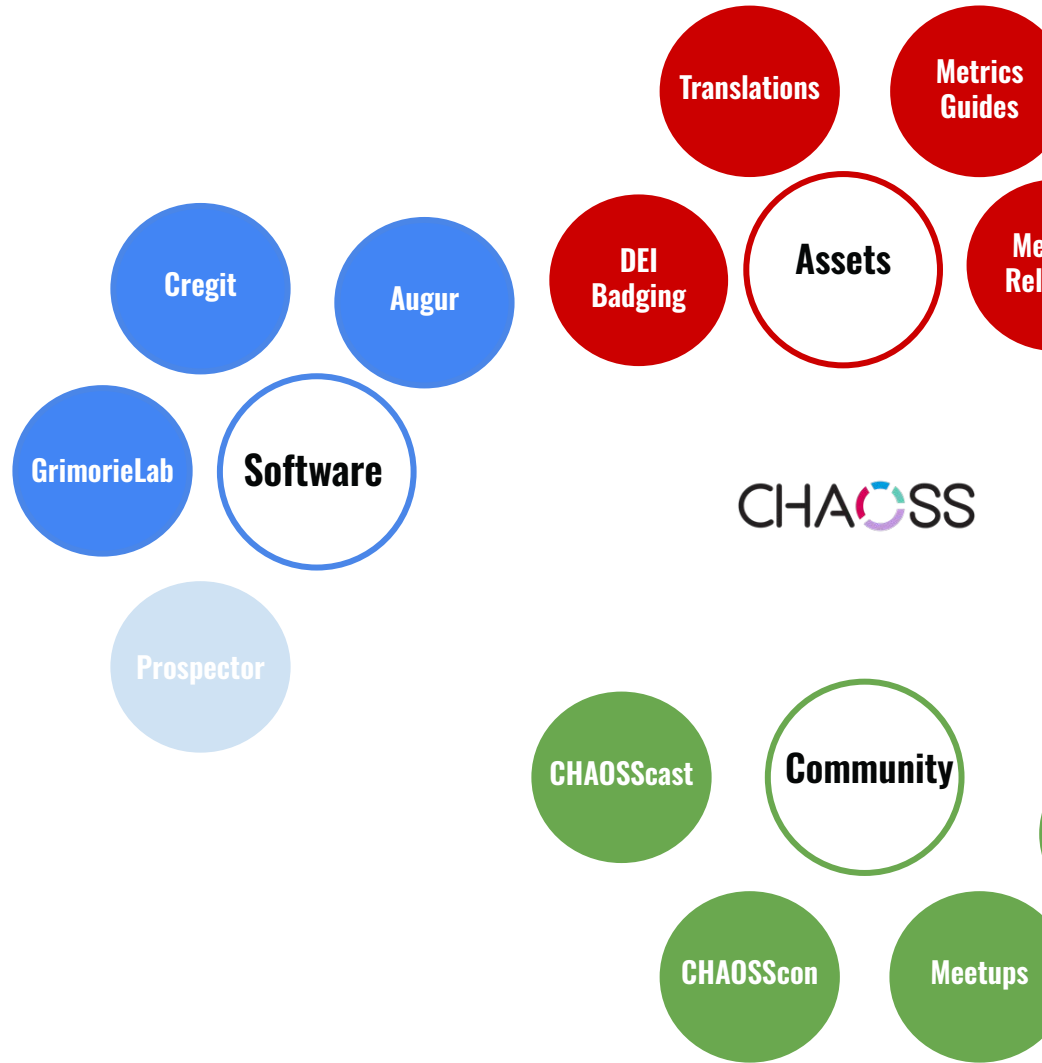 Translations
Metrics
Guides
DEI
Badging
Assets
Cregit
Augur
GrimorieLab
Software
CHAOSS
Prospector
CHAOSScast
Community
CHAOSScon
Meetups